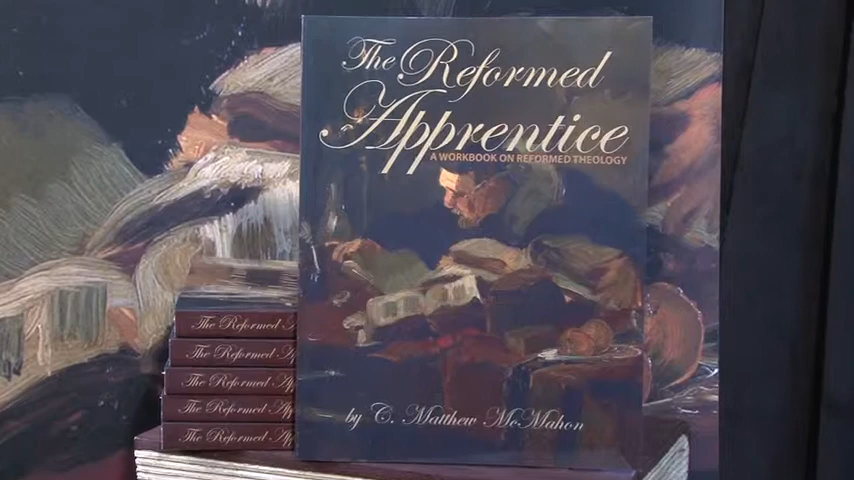 The Reformed
Apprentice
A WORKBOOK ON REFORMED THEOLOGY
by C. Matthew McMahon
The Reformed
The Reformed
The Reformed
The Reformed
The Reformed